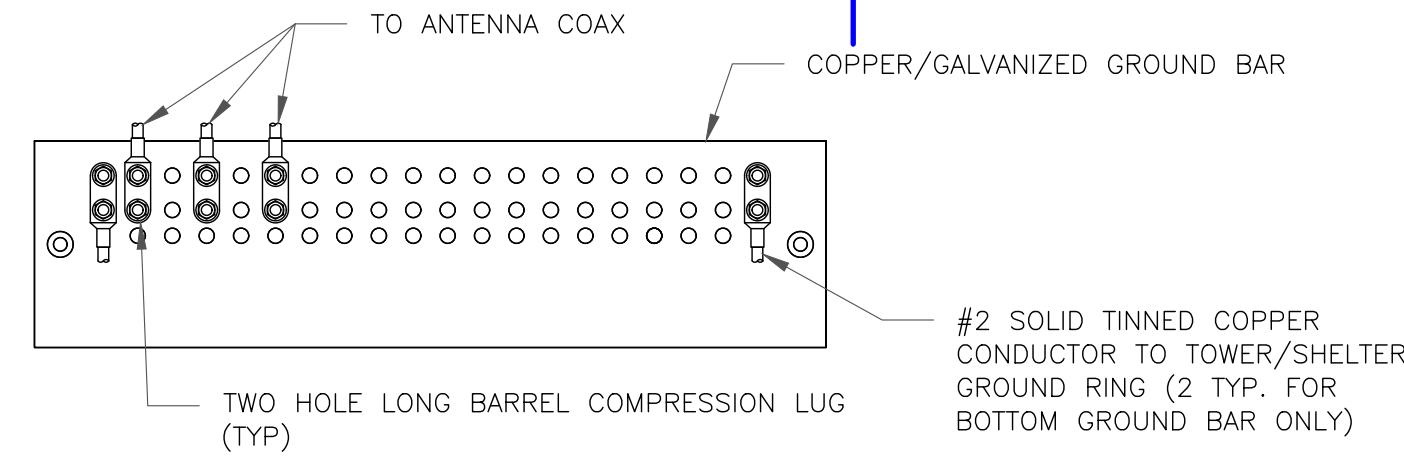 TO ANTENNA COAX
COPPER/GALVANIZED GROUND BAR
#2 SOLID TINNED COPPER
CONDUCTOR TO TOWER/SHELTER
GROUND RING (2 TYP. FOR
BOTTOM GROUND BAR ONLY)
TWO HOLE LONG BARREL COMPRESSION LUG
(TYP)